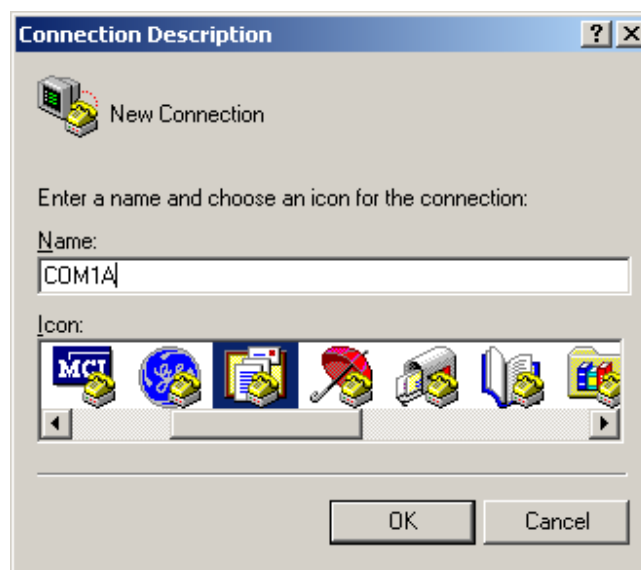 Connection Description
New Connection
Enter a name and choose an icon for the connection:
Name:
COM1A
Icon:
MCI
OK Cancel